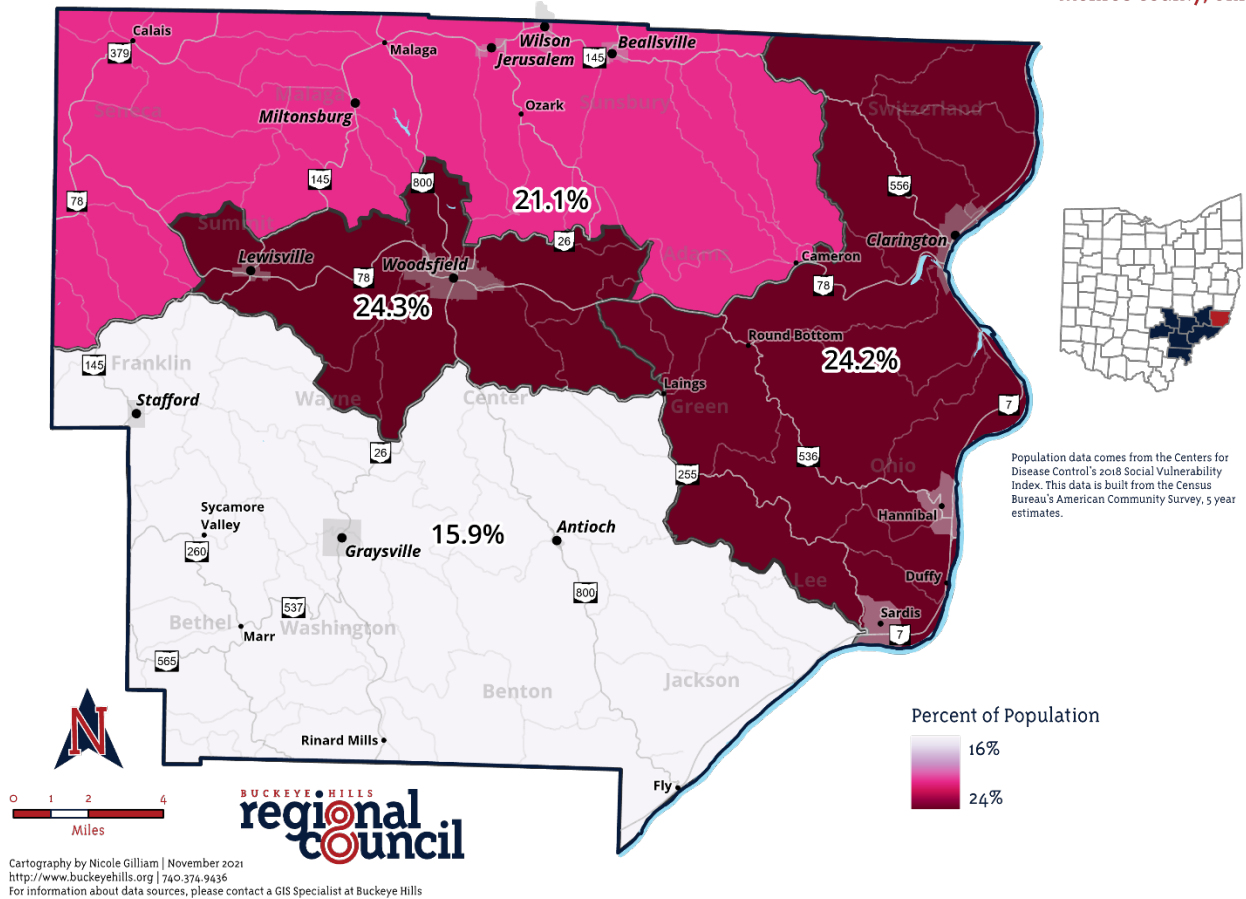 Calais
379
Malaga
Wilson
Jerusalem
145
Beallsville
Seneca
Malaga
Miltonsburg
Ozark
Sunsbury
Switzerland
145
800
556
78
21.1%
Summit
26
Clarington
Lewisville
Woodsfield
Adams
Cameron
78
78
24.3%
Round Bottom
24.2%
145
Franklin
Laings
Stafford
Wayne
Center
Green
7
26
536
255
Ohio
Population data comes from the Centers for
Disease Control's 2018 Social Vulnerability
Index. This data is built from the Census
Bureau's American Community Survey, 5 year
estimates.
Sycamore
Valley
Hannibal
260
Graysville
15.9%
Antioch
Duffy
Lee
800
537
Bethel
Marr
Washington
Sardis
7
565
Benton
Jackson
N
Rinard Mills
Fly
Percent of Population
16%
24%
0 1 2 4
Miles
BUCKEYE HILLS
regional
council
Cartography by Nicole Gilliam | November 2021
http://www.buckeyehills.org | 740.374.9436
For information about data sources, please contact a GIS Specialist at Buckeye Hills